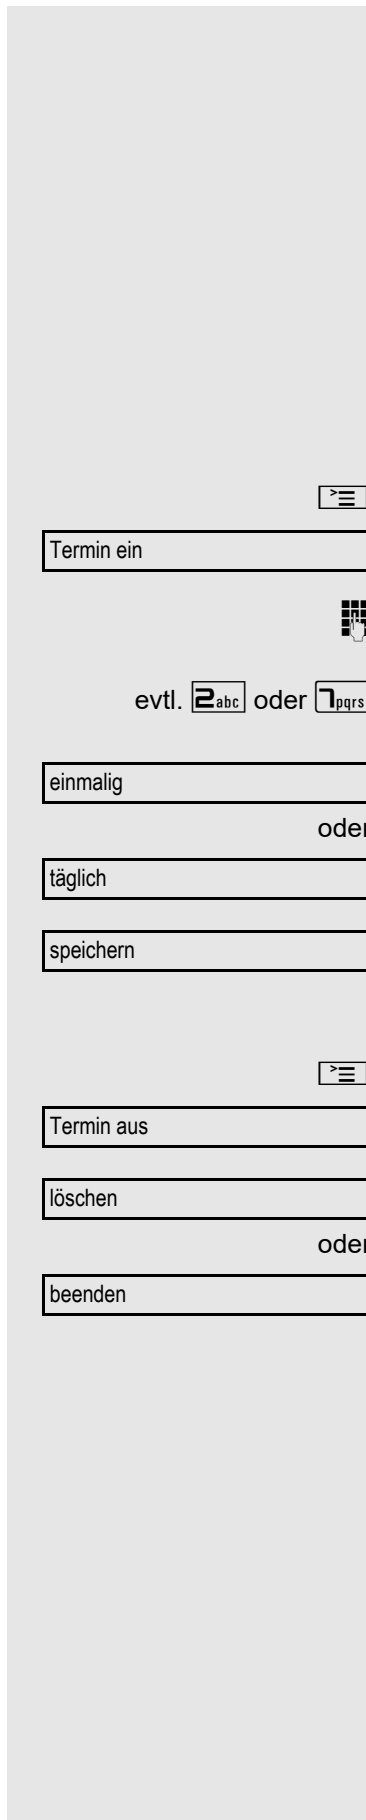 Termin ein
evtl. 2abc oder 7pqrs
einmalig
oder
täglich
speichern
Termin aus
löschen
oder
beenden